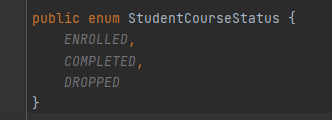 public enum StudentCourseStatus {
    ENROLLED,
    COMPLETED,
    DROPPED
}